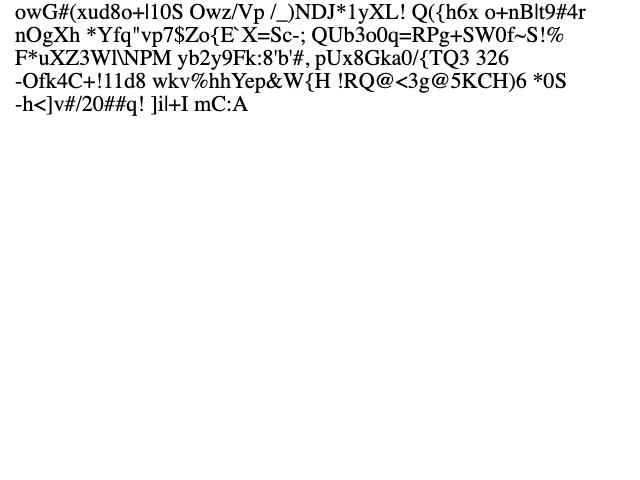 owG#(xud8o+|10S Owz/Vp /_)NDJ*1yXL! Q({h6x o+nB|t9#4r
nOgXh *Yfq"vp7$Zo{E`X=Sc-; QUb3o0q=RPg+SW0f~S!%
F*uXZ3Wl\NPM yb2y9Fk:8'b'#, pUx8Gka0/{TQ3 326
-Ofk4C+!11d8 wkv%hhYep&W{H !RQ@<3g@5KCH)6 *0S
-h<]v#/20##q! ]i|+I mC:A